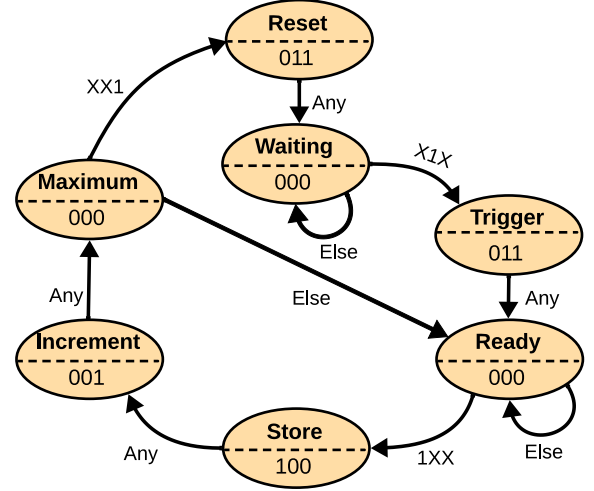 Reset
011
XX1
Any
Waiting
000
X1X
Maximum
000
Trigger
011
Else
Any
Else
Any
Increment
001
Ready
000
Store
100
Any
1XX
Else